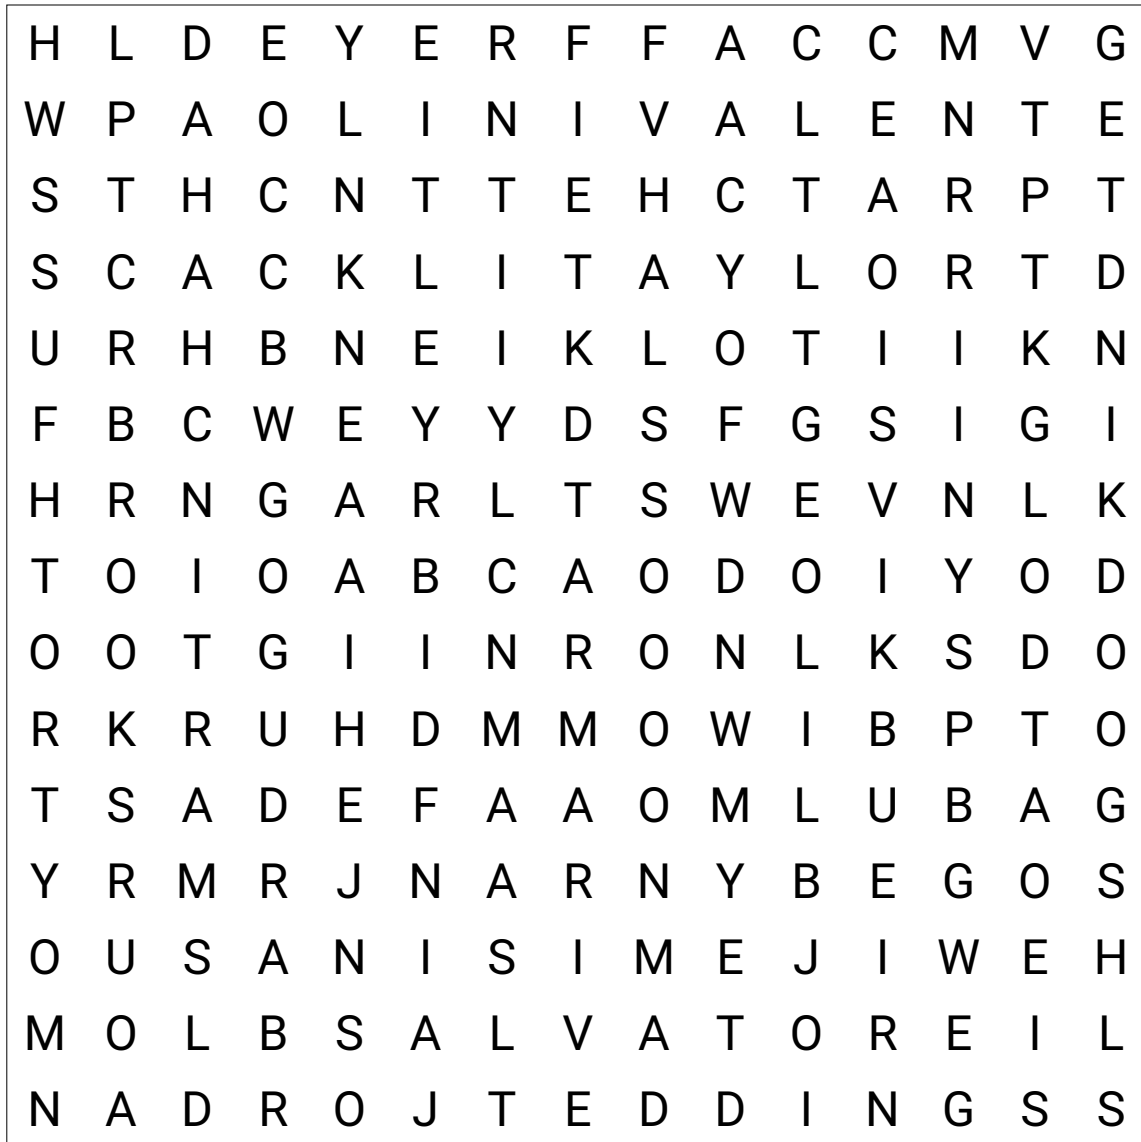 H L D E Y E R F F A C C M V G
W P A O L I N I V A L E N T E
S T H C N T T E H C T A R P T
S C A C K L I T A Y L O R T D
U R H B N E I K L O T I I K N
F B C W E Y Y D S F G S I G I
H R N G A R L T S W E V N L K
T O I O A B C A O D O I Y O D
O O T G I I N R O N L K S D O
R K R U H D M M O W I B P T O
T S A D E F A A O M L U B A G
Y R M R J N A R N Y B E G O S
O U S A N I S I M E J I W E H
M O L B S A L V A T O R E I L
N A D R O J T E D D I N G S S